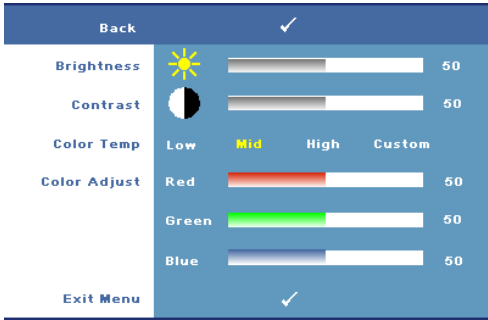 Back
Brightness 50
Contrast 50
Color Temp Low Mid High Custom
Color Adjust Red 50
Green 50
Blue 50
Exit Menu